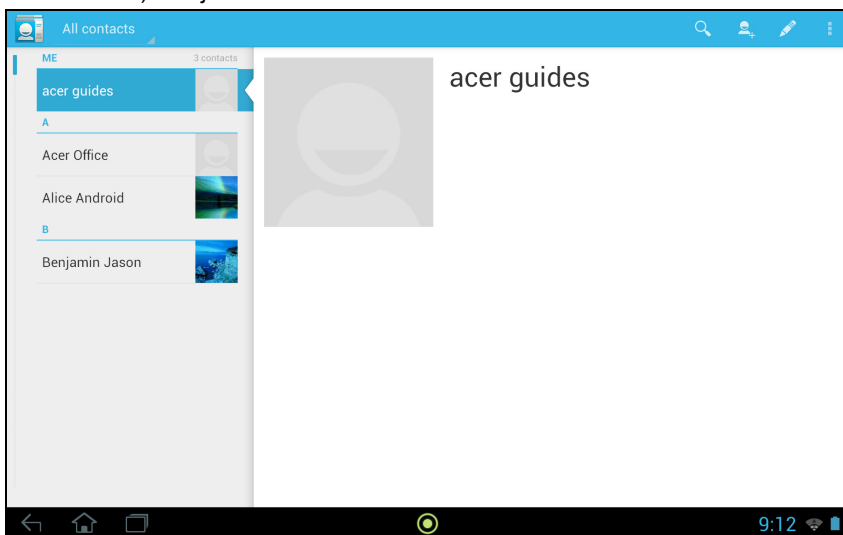 All contacts
ME 3 contacts
acer guides
A
Acer Office
Alice Android
B
Benjamin Jason
acer guides
9:12